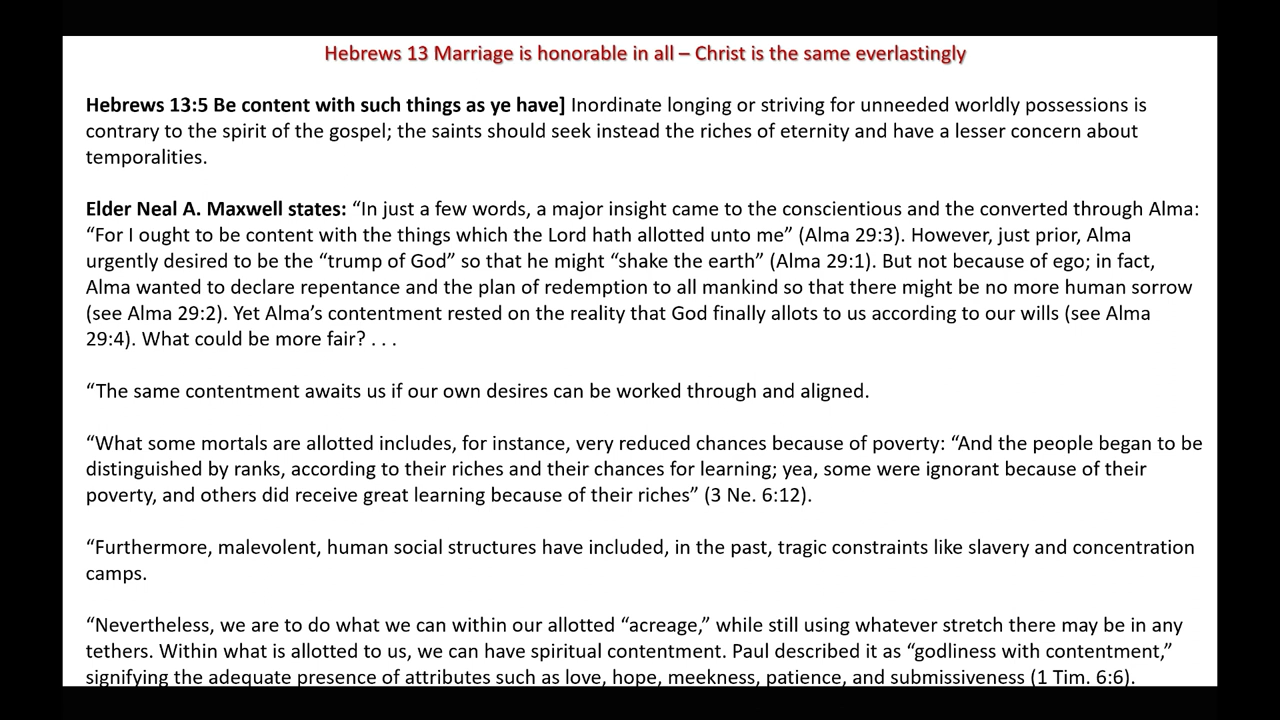 Hebrews 13 Marriage is honorable in all – Christ is the same everlastingly
Hebrews 13:5 Be content with such things as ye have] Inordinate longing or striving for unneeded worldly possessions is
contrary to the spirit of the gospel; the saints should seek instead the riches of eternity and have a lesser concern about
temporalities.
Elder Neal A. Maxwell states: “In just a few words, a major insight came to the conscientious and the converted through Alma:
“For I ought to be content with the things which the Lord hath allotted unto me” (Alma 29:3). However, just prior, Alma
urgently desired to be the “trump of God” so that he might “shake the earth” (Alma 29:1). But not because of ego; in fact,
Alma wanted to declare repentance and the plan of redemption to all mankind so that there might be no more human sorrow
(see Alma 29:2). Yet Alma’s contentment rested on the reality that God finally allots to us according to our wills (see Alma
29:4). What could be more fair? . . .
“The same contentment awaits us if our own desires can be worked through and aligned.
“What some mortals are allotted includes, for instance, very reduced chances because of poverty: “And the people began to be
distinguished by ranks, according to their riches and their chances for learning; yea, some were ignorant because of their
poverty, and others did receive great learning because of their riches” (3 Ne. 6:12).
“Furthermore, malevolent, human social structures have included, in the past, tragic constraints like slavery and concentration
camps.
“Nevertheless, we are to do what we can within our allotted “acreage,” while still using whatever stretch there may be in any
tethers. Within what is allotted to us, we can have spiritual contentment. Paul described it as “godliness with contentment,”
signifying the adequate presence of attributes such as love, hope, meekness, patience, and submissiveness (1 Tim. 6:6).